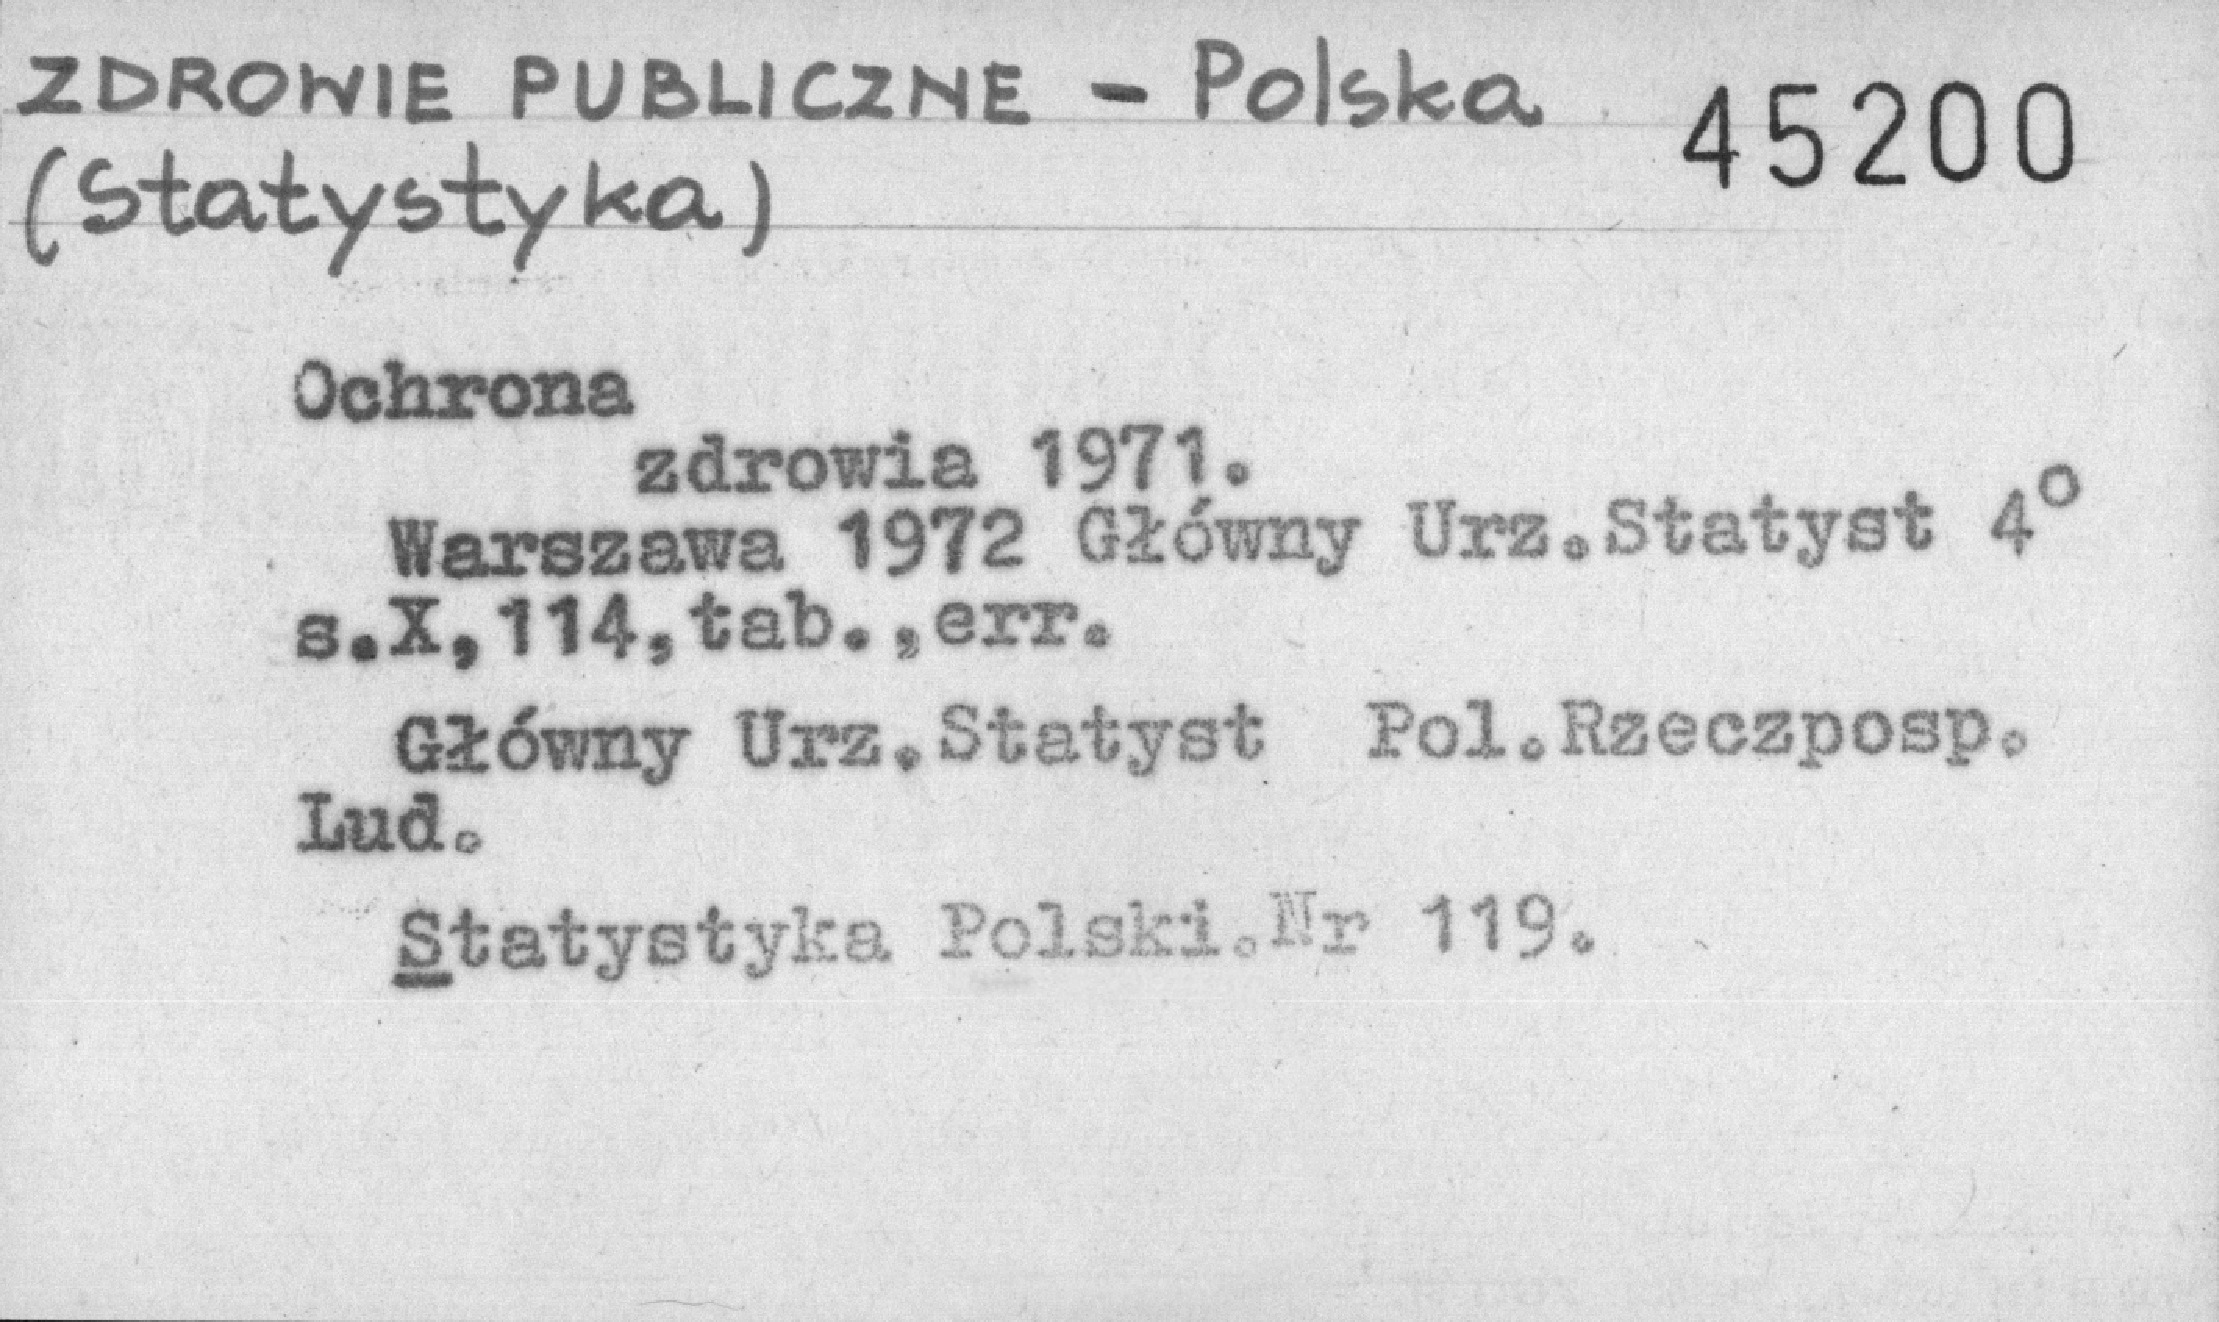 ZDROWIE PUBLICZNE - Polska 45200
(Statystyka)
Ochrona
zdrowia 1971.
Warszawa 1972 Główny Urz.Statyst 4°
s.X,114,tab.,err.
Główny Urz.Statyst Pol.Rzeczposp.
Lud.
Statystyka Polski.Nr 119.